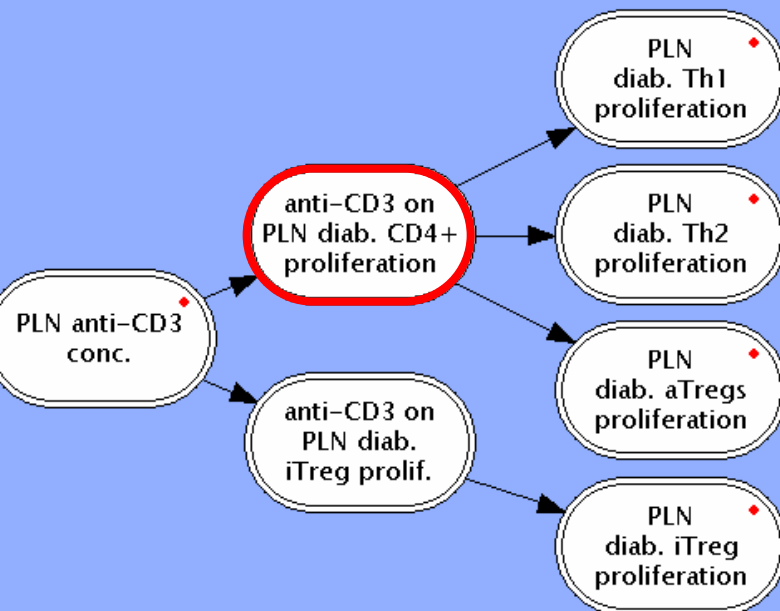 PLN
diab. Th1
proliferation
anti-CD3 on
PLN diab. CD4+
proliferation
PLN
diab. Th2
proliferation
PLN anti-CD3
conc.
PLN
diab. aTregs
proliferation
anti-CD3 on
PLN diab.
iTreg prolif.
PLN
diab. iTreg
proliferation